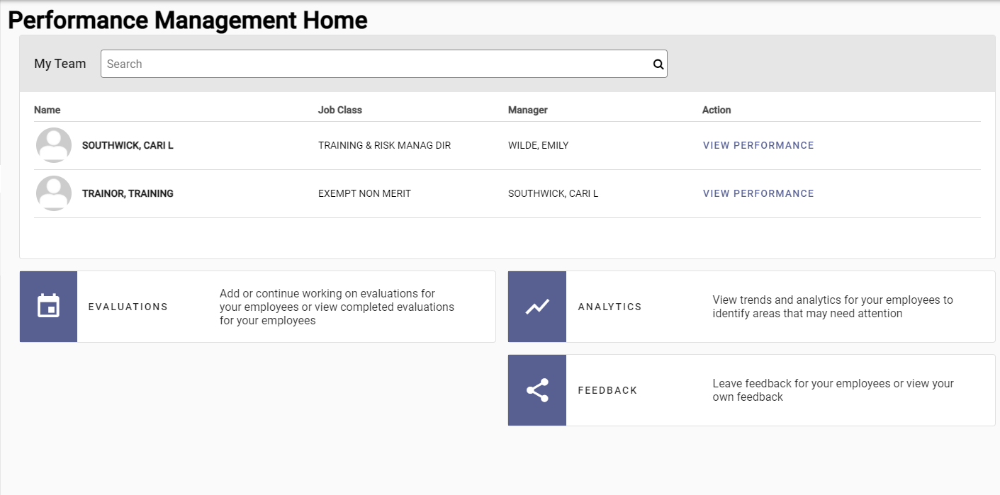 Performance Management Home
My Team
Search
Name Job Class Manager Action
SOUTHWICK, CARI L TRAINING & RISK MANAG DIR WILDE, EMILY VIEW PERFORMANCE
TRAINOR, TRAINING EXEMPT NON MERIT SOUTHWICK, CARI L VIEW PERFORMANCE
EVALUATIONS
Add or continue working on evaluations for
your employees or view completed evaluations
for your employees
ANALYTICS
View trends and analytics for your employees to
identify areas that may need attention
FEEDBACK
Leave feedback for your employees or view your
own feedback